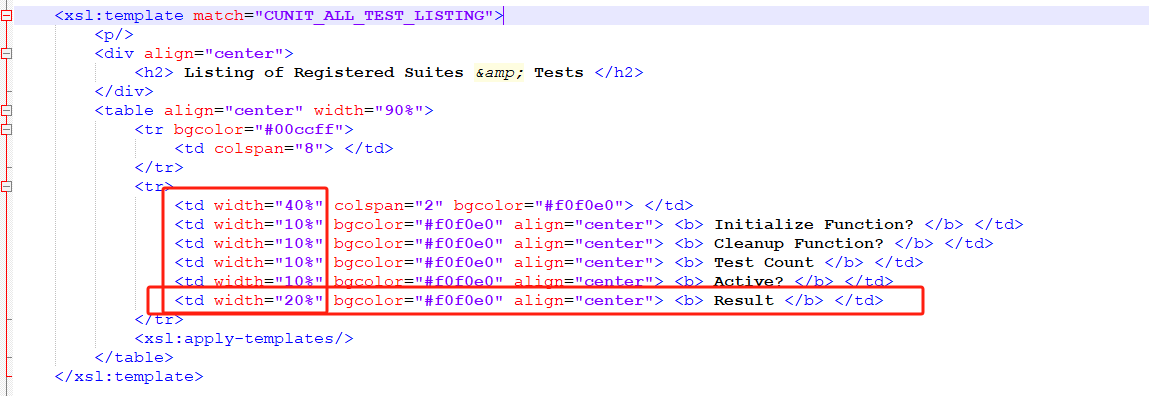 <xsl:template match="CUNIT_ALL_TEST_LISTING">
<p/>
<div align="center">
<h2> Listing of Registered Suites &amp; Tests </h2>
</div>
<table align="center" width="90%">
<tr bgcolor="#00ccff">
<td colspan="8"> </td>
</tr>
<tr>
<td width="40%" colspan="2" bgcolor="#f0f0e0"> </td>
<td width="10%" bgcolor="#f0f0e0" align="center"> <b> Initialize Function? </b> </td>
<td width="10%" bgcolor="#f0f0e0" align="center"> <b> Cleanup Function? </b> </td>
<td width="10%" bgcolor="#f0f0e0" align="center"> <b> Test Count </b> </td>
<td width="10%" bgcolor="#f0f0e0" align="center"> <b> Active? </b> </td>
<td width="20%" bgcolor="#f0f0e0" align="center"> <b> Result </b> </td>
</tr>
<xsl:apply-templates/>
</table>
</xsl:template>